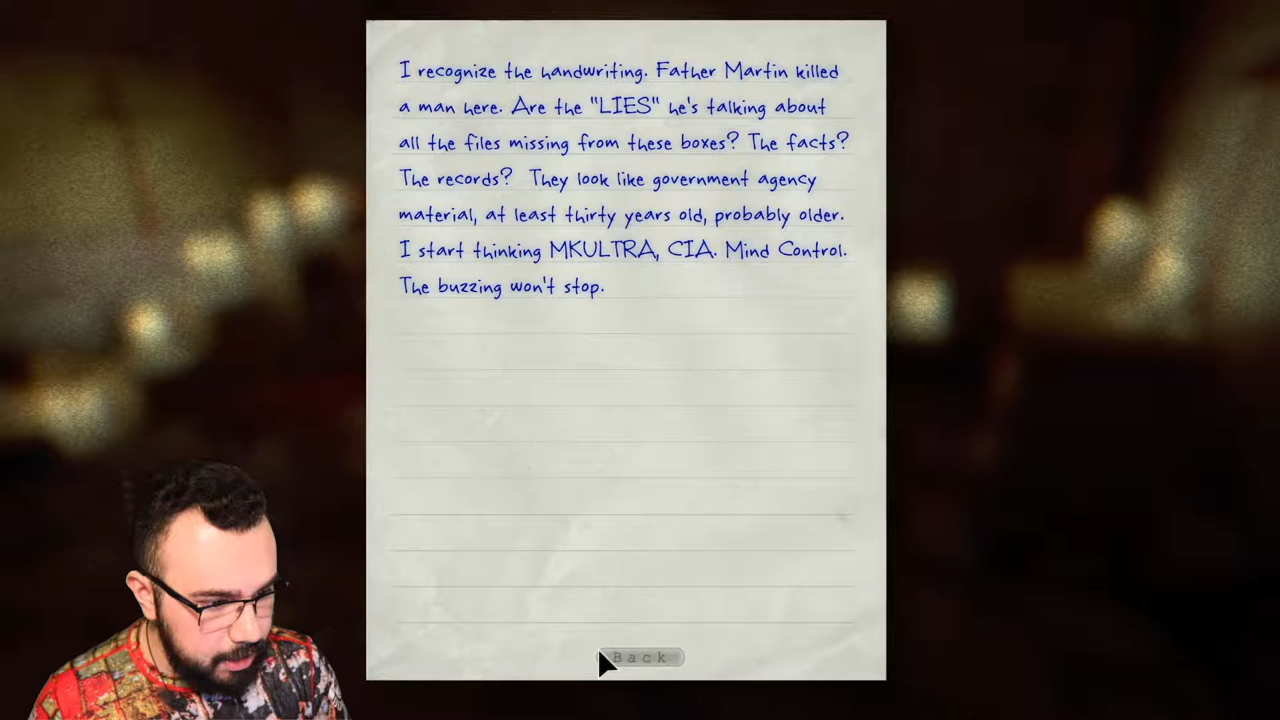 I recognize the handwriting. Father Martin killed
a man here. Are the "LIES" he's talking about
all the files missing from these boxes? The facts?
The records?  They look like government agency
material, at least thirty years old, probably older.
I start thinking MKULTRA, CIA. Mind Control.
The buzzing won't stop.
Back